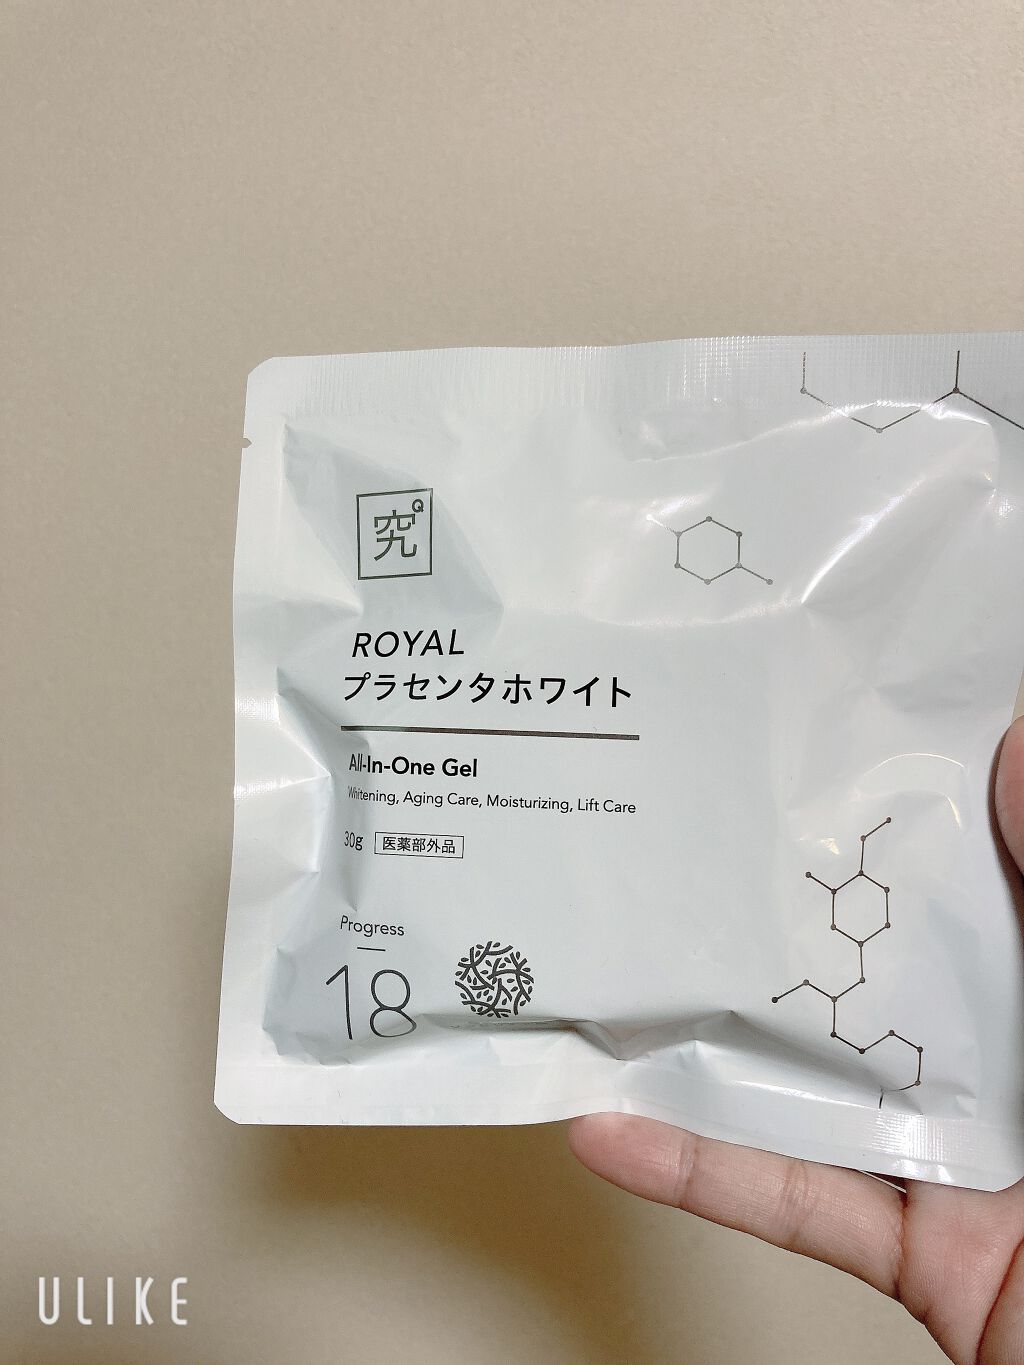 究Q
ROYAL
プラセンタホワイト
All-In-One Gel
Whitening, Aging Care, Moisturizing, Lift Care
30g 医薬部外品
Progress
18
ULIKE